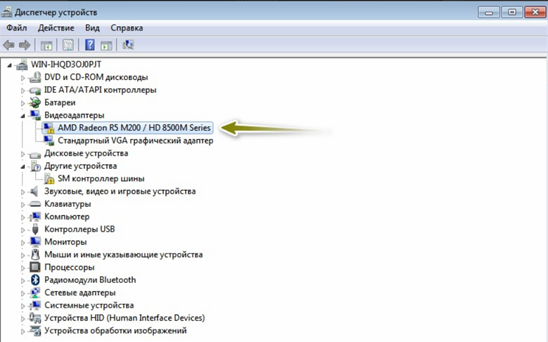 Диспетчер устройств
Файл Действие Вид Справка
WIN-IHQD3OJ0PJT
DVD и CD-ROM дисководы
IDE ATA/ATAPI контроллеры
Батареи
Видеоадаптеры
AMD Radeon R5 M200 / HD 8500M Series
Стандартный VGA графический адаптер
Дисковые устройства
Другие устройства
SM контроллер шины
Звуковые, видео и игровые устройства
Клавиатуры
Компьютер
Контроллеры USB
Мониторы
Мыши и иные указывающие устройства
Процессоры
Радиомодули Bluetooth
Сетевые адаптеры
Системные устройства
Устройства HID (Human Interface Devices)
Устройства обработки изображений